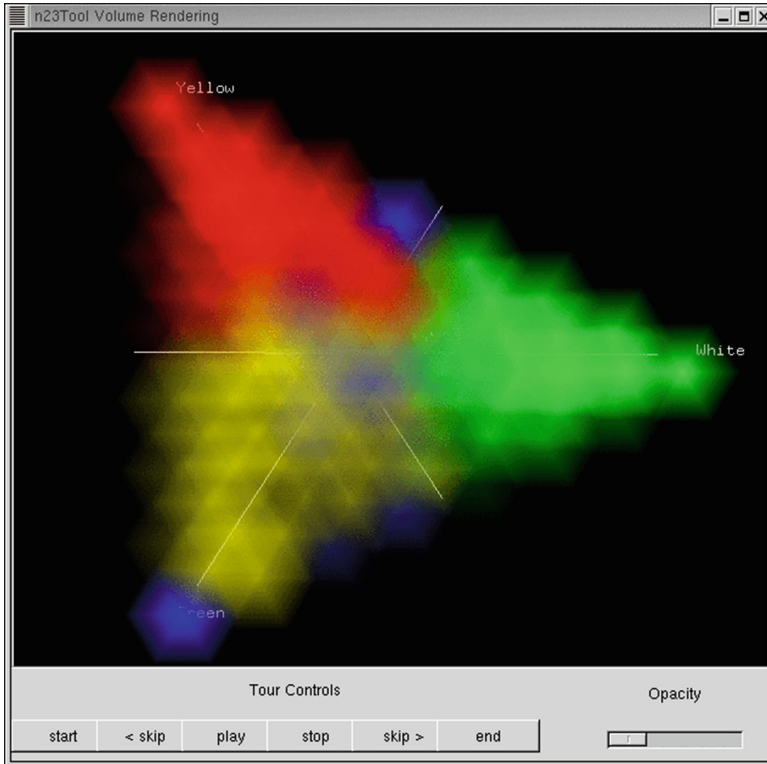 n23Tool Volume Rendering
Yellow
White
Tour Controls
Opacity
start
< skip
play
stop
skip >
end